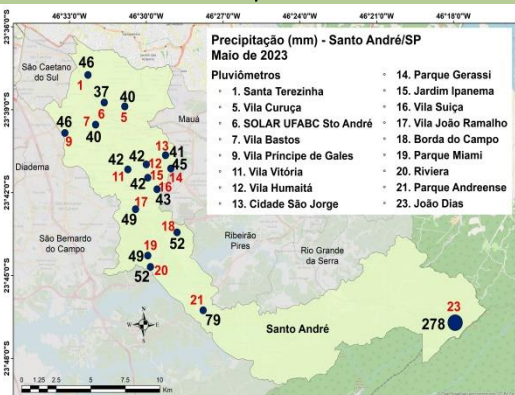 46°33'0"W 46°30'0"W 46°27'0"W 46°24'0"W 46°21'0"W 46°18'0"W
23°36'0"S
23°39'0"S
23°42'0"S
23°45'0"S
23°48'0"S
Precipitação (mm) - Santo André/SP
Maio de 2023
Pluviômetros
1. Santa Terezinha
5. Vila Curuça
6. SOLAR UFABC Sto André
7. Vila Bastos
9. Vila Príncipe de Gales
11. Vila Vitória
12. Vila Humaitá
13. Cidade São Jorge
14. Parque Gerassi
15. Jardim Ipanema
16. Vila Suiça
17. Vila João Ramalho
18. Borda do Campo
19. Parque Miami
20. Riviera
21. Parque Andreense
23. João Dias
São Caetano
do Sul
46
1
37
6
40
5
46
9
7
40
Mauá
Diadema
13
41
42
12
45
14
42
11
15
42
16
43
17
49
São Bernardo
do Campo
18
52
Ribeirão
Pires
Rio Grande
da Serra
19
49
20
52
21
79
Santo André
23
278
N
W
E
S
0 1.25 2.5 5 7.5 10
Km